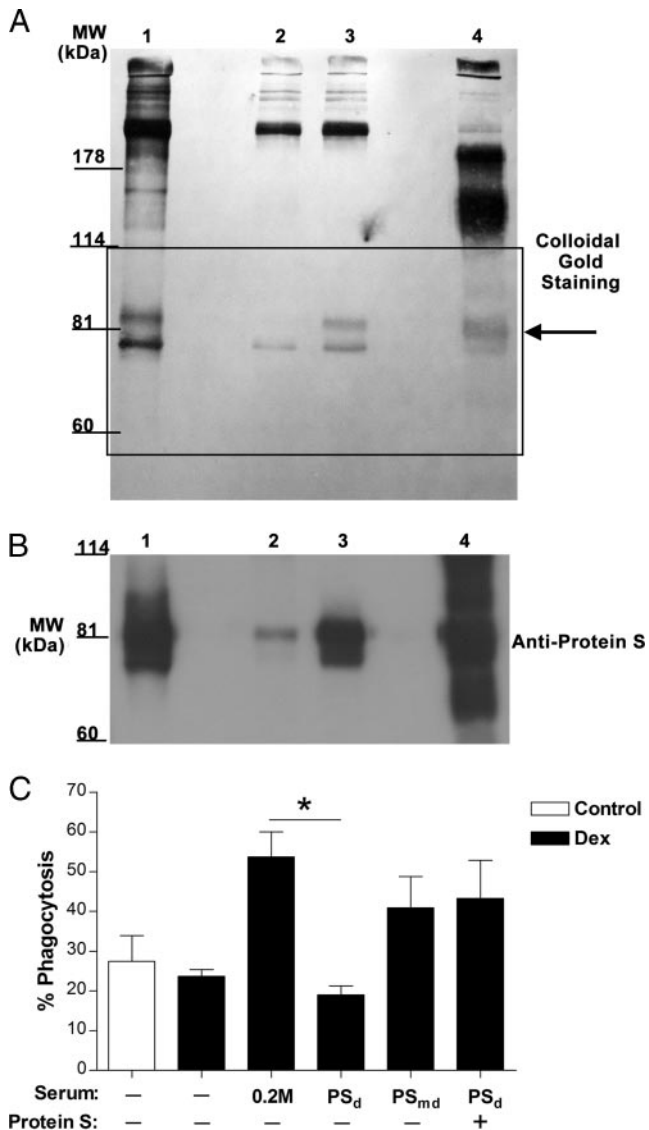 A
MW
(kDa)
1 2 3 4
178
114
Colloidal
Gold
Staining
81
60
B
1 2 3 4
114
MW
(kDa)
81
Anti-Protein S
60
C
70
60
50
40
30
20
10
0
% Phagocytosis
*
Control
Dex
Serum: – – 0.2M PSd PSmd PSd
Protein S: – – – – – +